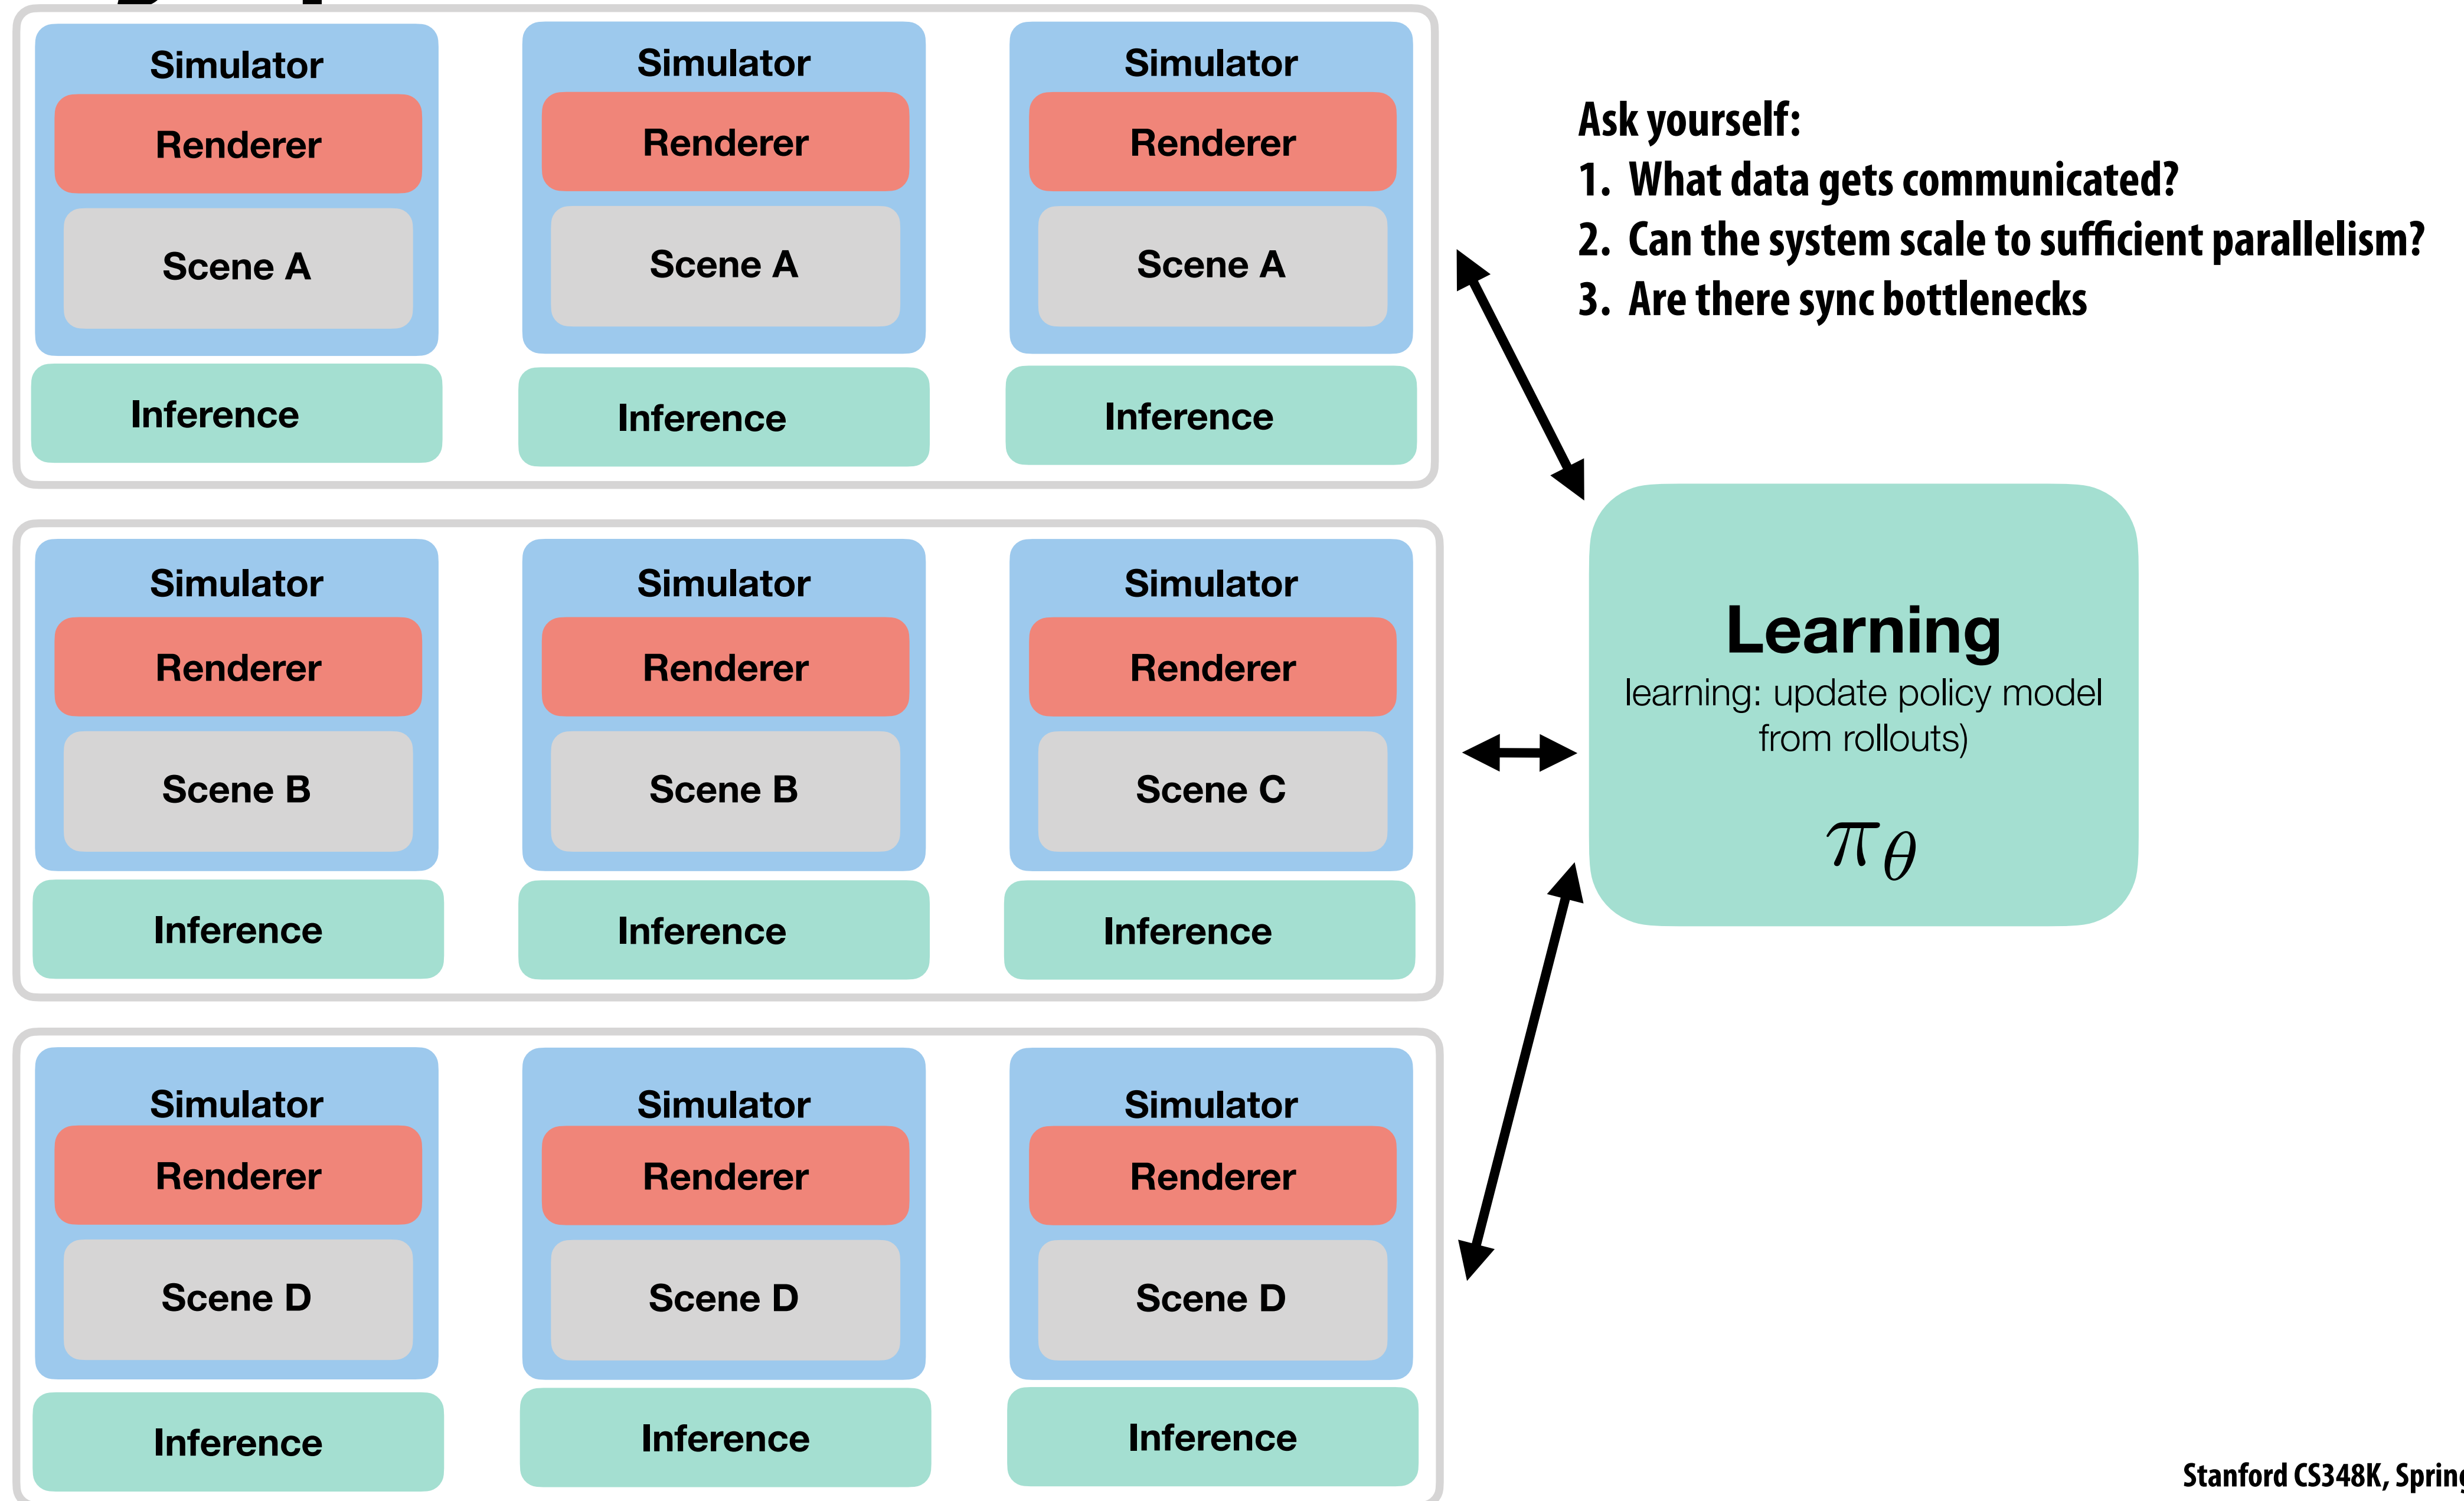 Simulator
Renderer
Scene A
Inference
Simulator
Renderer
Scene A
Inference
Simulator
Renderer
Scene A
Inference
Ask yourself:
1. What data gets communicated?
2. Can the system scale to sufficient parallelism?
3. Are there sync bottlenecks
Simulator
Renderer
Scene B
Inference
Simulator
Renderer
Scene B
Inference
Simulator
Renderer
Scene C
Inference
Learning
learning: update policy model
from rollouts)
πθ
Simulator
Renderer
Scene D
Inference
Simulator
Renderer
Scene D
Inference
Simulator
Renderer
Scene D
Inference
Stanford CS348K, Spring